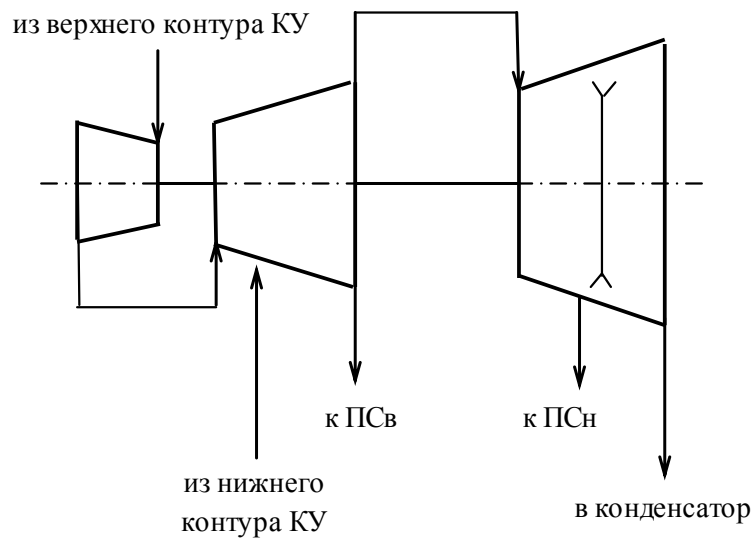 из верхнего контура КУ
к ПСв
к ПСн
из нижнего
контура КУ
в конденсатор